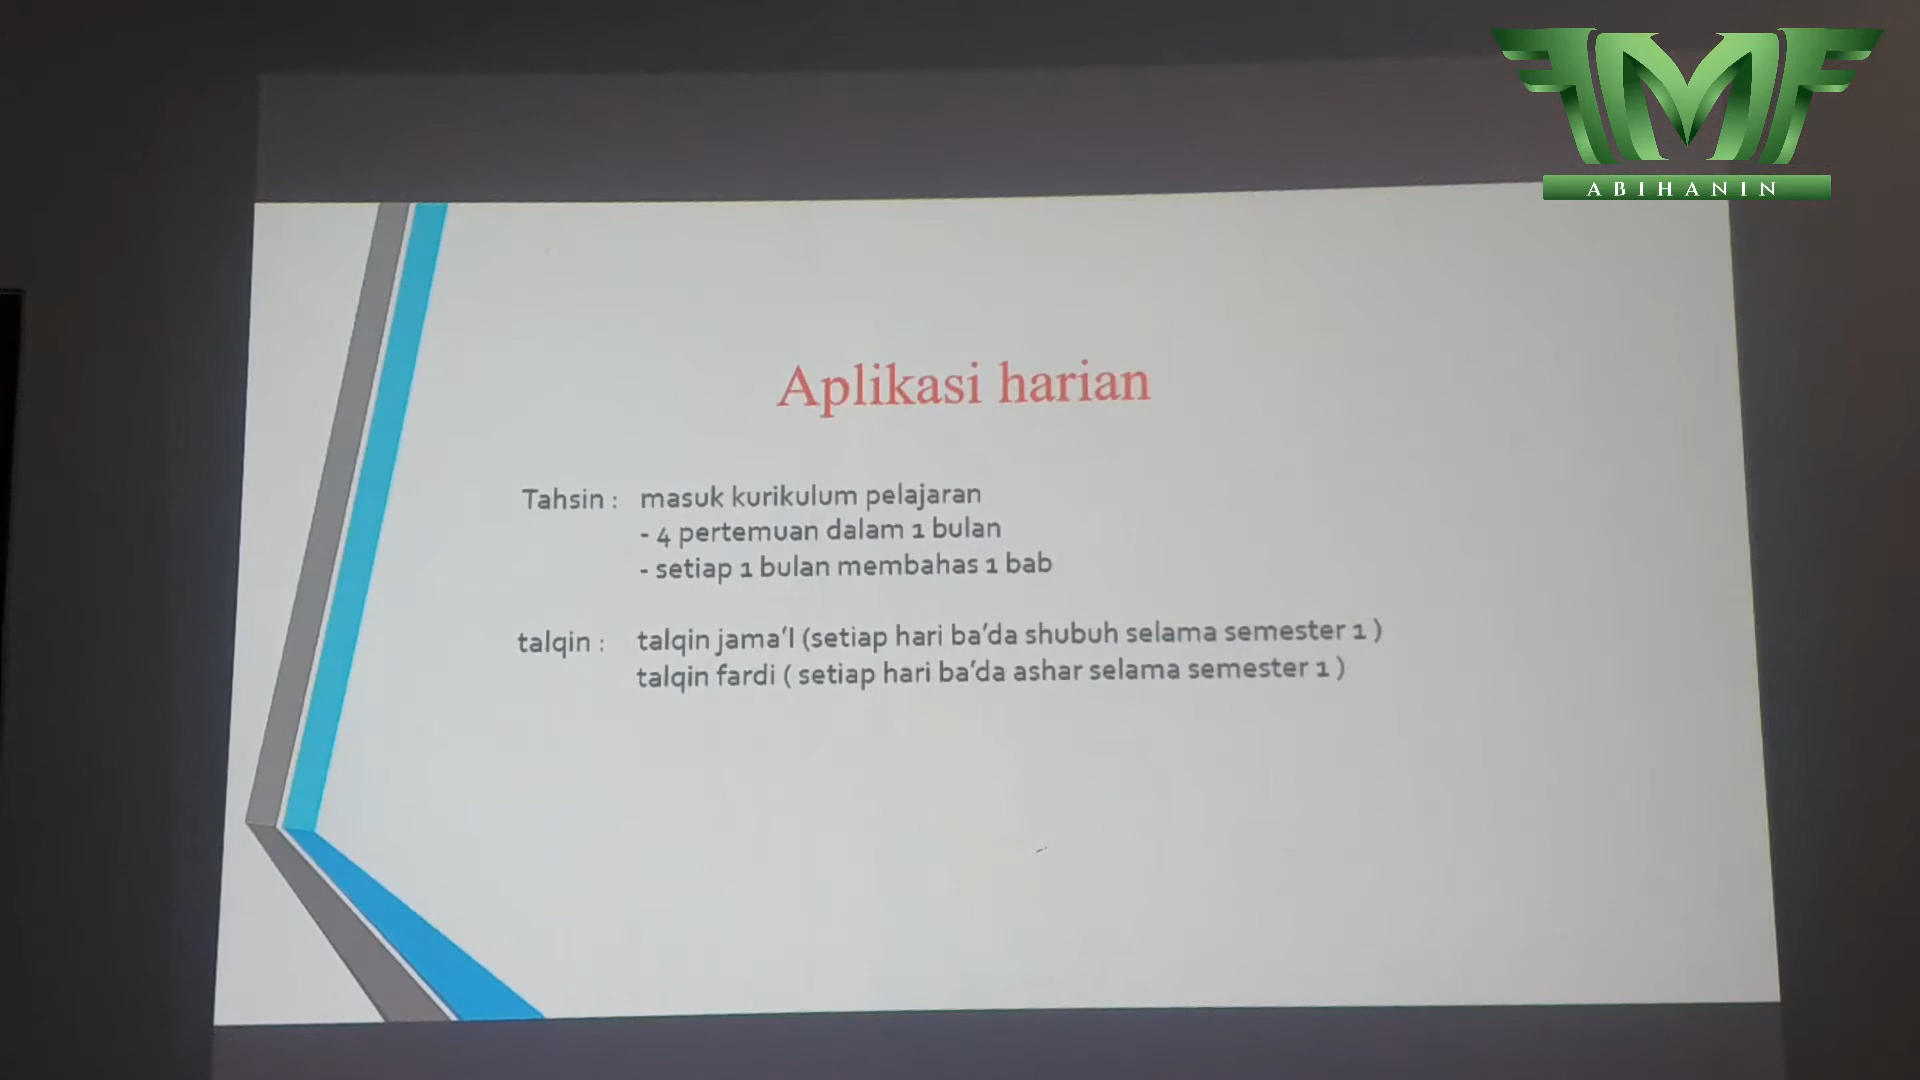 ABIHANIN
Aplikasi harian
Tahsin : masuk kurikulum pelajaran
- 4 pertemuan dalam 1 bulan
- setiap 1 bulan membahas 1 bab
talqin : talqin jama'I (setiap hari ba'da shubuh selama semester 1 )
talqin fardi ( setiap hari ba'da ashar selama semester 1 )